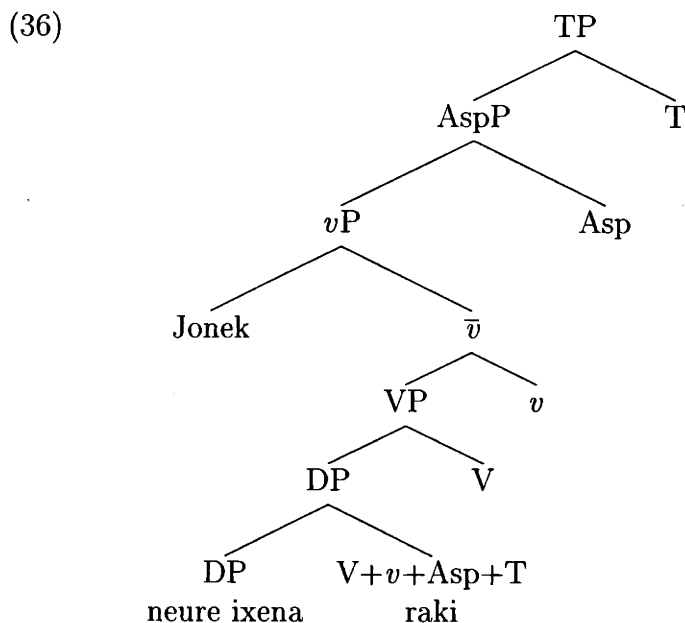 (36) TP
AspP T
vP Asp
Jonek v̅
VP v
DP V
DP V+v+Asp+T
neure ixena raki